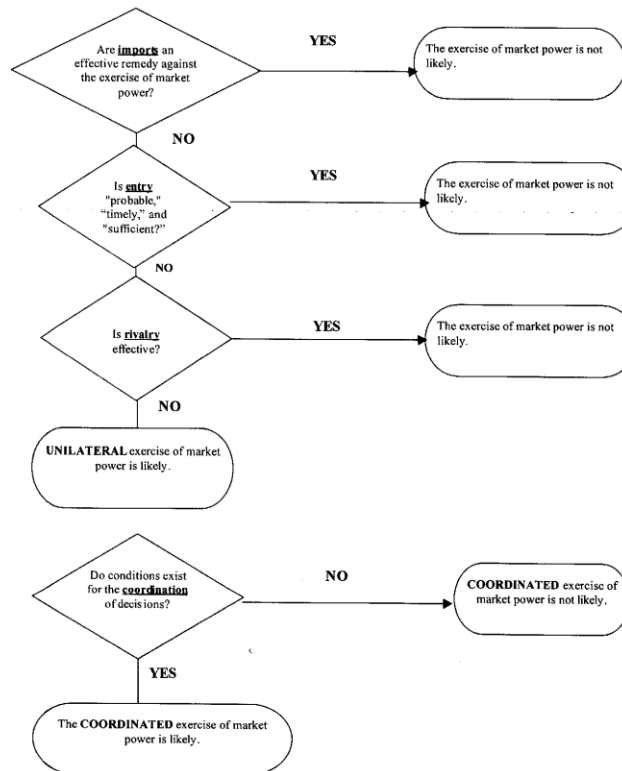 Are imports an
effective remedy against
the exercise of market
power?
YES
The exercise of market power is not
likely.
NO
Is entry
"probable,"
“timely,” and
"sufficient?”
YES
The exercise of market power is not
likely.
NO
Is rivalry
effective?
YES
The exercise of market power is not
likely.
NO
UNILATERAL exercise of market
power is likely.
Do conditions exist
for the coordination
of decisions?
NO
COORDINATED exercise of
market power is not likely.
YES
The COORDINATED exercise of market
power is likely.